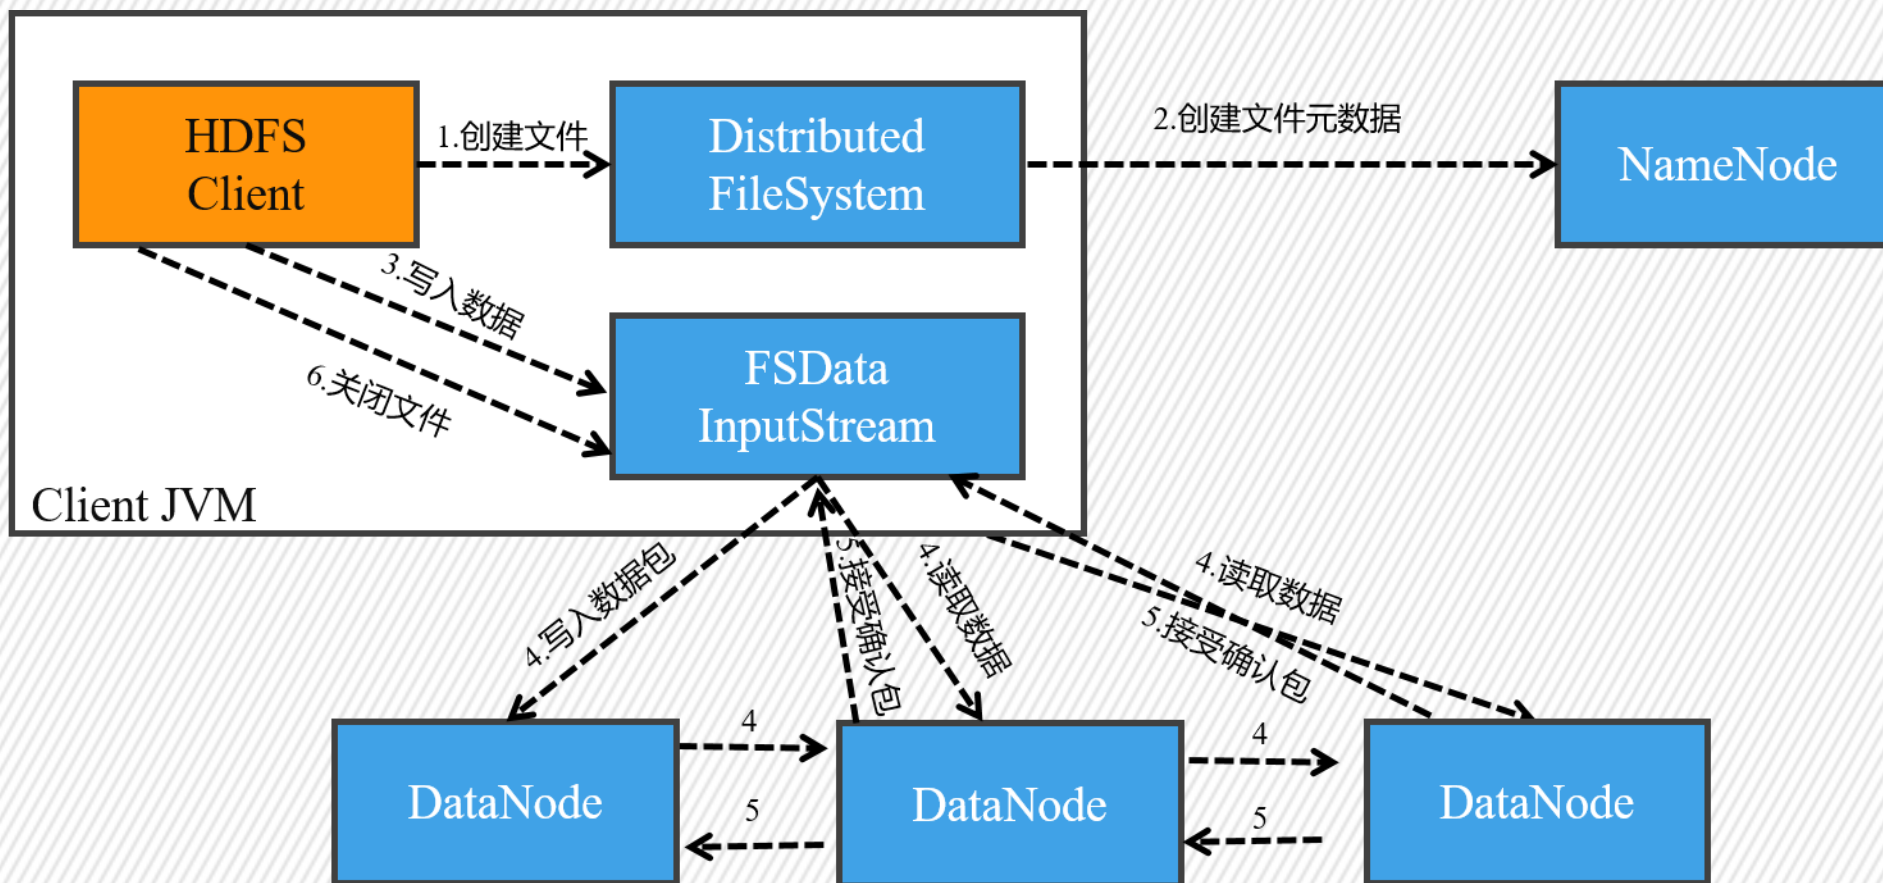 HDFS
Client
1.创建文件
Distributed
FileSystem
2.创建文件元数据
NameNode
3.写入数据
6.关闭文件
FSData
InputStream
Client JVM
4.写入数据包
5.接受确认包
4.读取数据
4.读取数据
5.接受确认包
DataNode
4
5
DataNode
4
5
DataNode